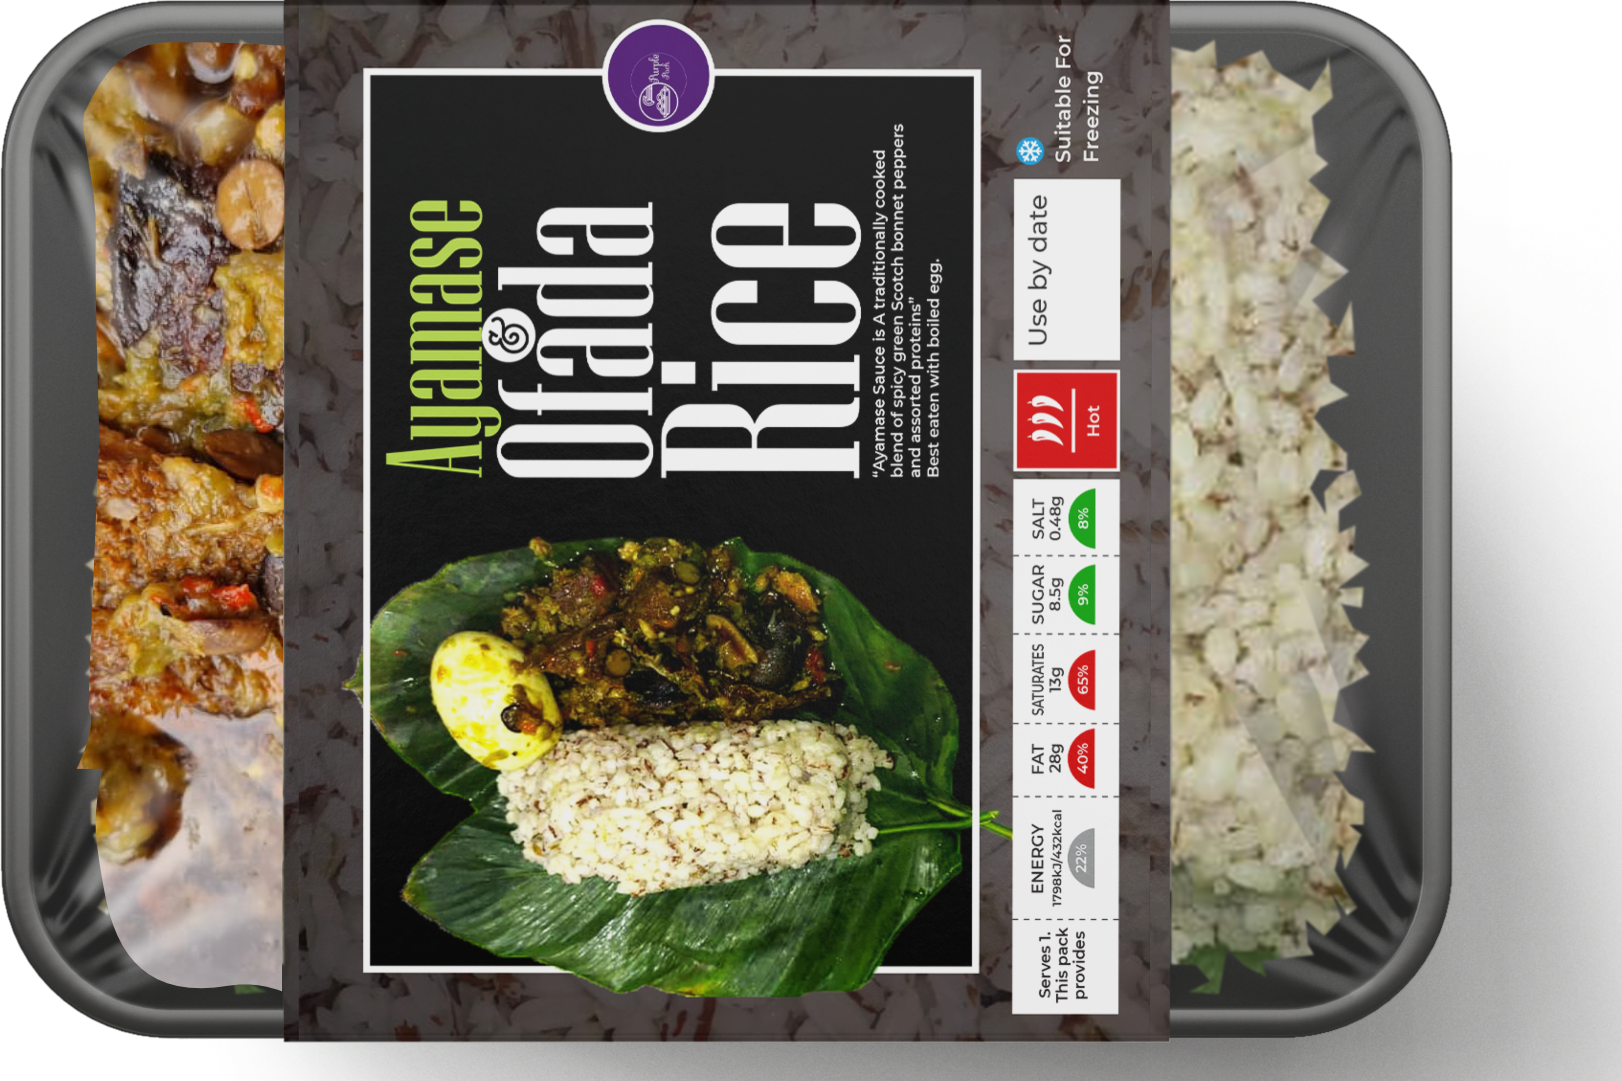 Purple
Pack
Ayamase
&
Ofada
Rice
“Ayamase Sauce is A traditionally cooked
blend of spicy green Scotch bonnet peppers
and assorted proteins”
Best eaten with boiled egg.
Serves 1.
This pack
provides
ENERGY
1798kJ/432kcal
22%
FAT
28g
40%
SATURATES
13g
65%
SUGAR
8.5g
9%
SALT
0.48g
8%
Hot
Use by date
Suitable For
Freezing